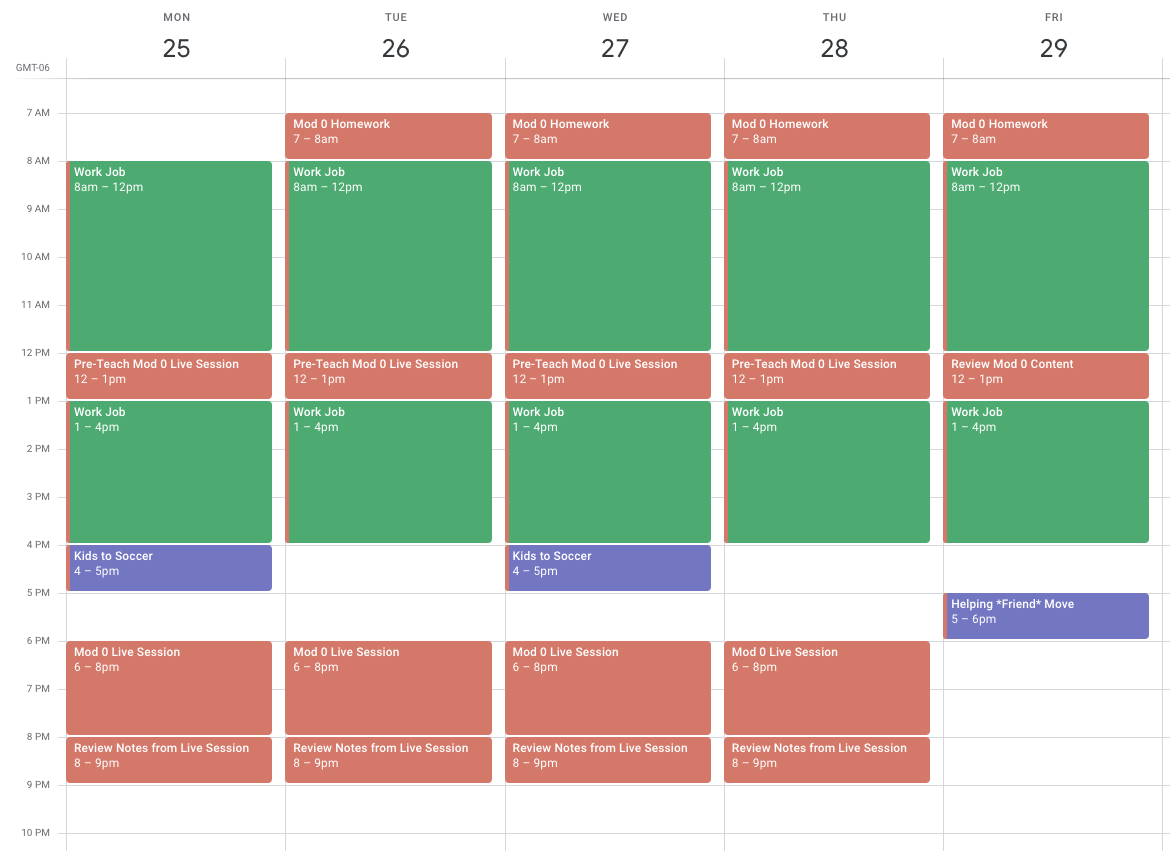 MON
TUE
WED
THU
FRI
25
26
27
28
29
GMT-06
7 AM
Mod 0 Homework
7 – 8am
Mod 0 Homework
7 – 8am
Mod 0 Homework
7 – 8am
Mod 0 Homework
7 – 8am
8 AM
Work Job
8am – 12pm
Work Job
8am – 12pm
Work Job
8am – 12pm
Work Job
8am – 12pm
Work Job
8am – 12pm
9 AM
10 AM
11 AM
12 PM
Pre-Teach Mod 0 Live Session
12 – 1pm
Pre-Teach Mod 0 Live Session
12 – 1pm
Pre-Teach Mod 0 Live Session
12 – 1pm
Pre-Teach Mod 0 Live Session
12 – 1pm
Review Mod 0 Content
12 – 1pm
1 PM
Work Job
1 – 4pm
Work Job
1 – 4pm
Work Job
1 – 4pm
Work Job
1 – 4pm
Work Job
1 – 4pm
2 PM
3 PM
4 PM
Kids to Soccer
4 – 5pm
Kids to Soccer
4 – 5pm
5 PM
Helping *Friend* Move
5 – 6pm
6 PM
Mod 0 Live Session
6 – 8pm
Mod 0 Live Session
6 – 8pm
Mod 0 Live Session
6 – 8pm
Mod 0 Live Session
6 – 8pm
7 PM
8 PM
Review Notes from Live Session
8 – 9pm
Review Notes from Live Session
8 – 9pm
Review Notes from Live Session
8 – 9pm
Review Notes from Live Session
8 – 9pm
9 PM
10 PM